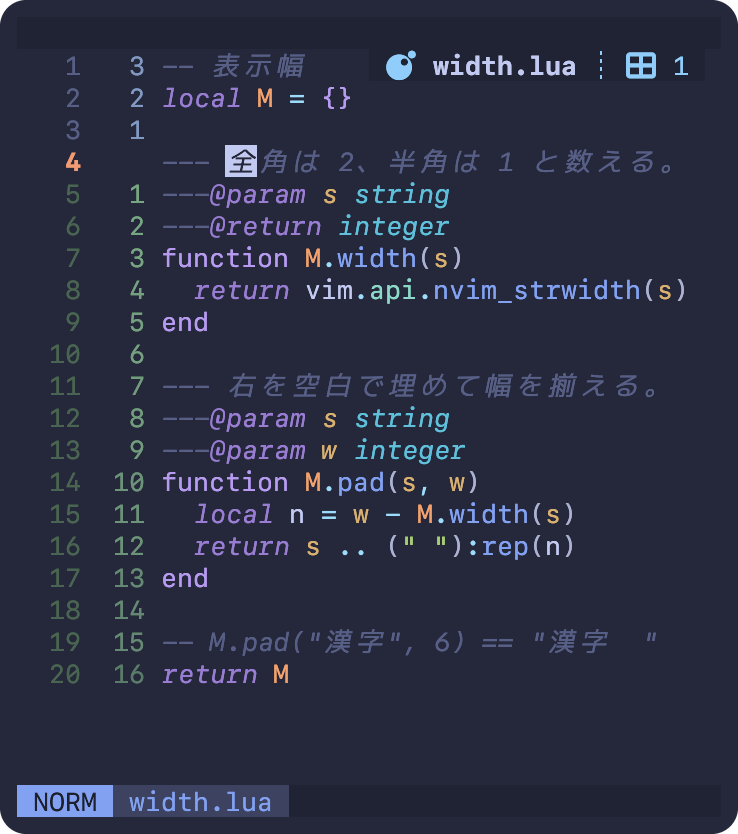 width.lua 1
1 3 -- 表示幅
2 2 local M = {}
3 1
4 --- 全角は 2、半角は 1 と数える。
5 1 ---@param s string
6 2 ---@return integer
7 3 function M.width(s)
8 4   return vim.api.nvim_strwidth(s)
9 5 end
10 6
11 7 --- 右を空白で埋めて幅を揃える。
12 8 ---@param s string
13 9 ---@param w integer
14 10 function M.pad(s, w)
15 11   local n = w - M.width(s)
16 12   return s .. (" "):rep(n)
17 13 end
18 14
19 15 -- M.pad("漢字", 6) == "漢字  "
20 16 return M
NORM width.lua